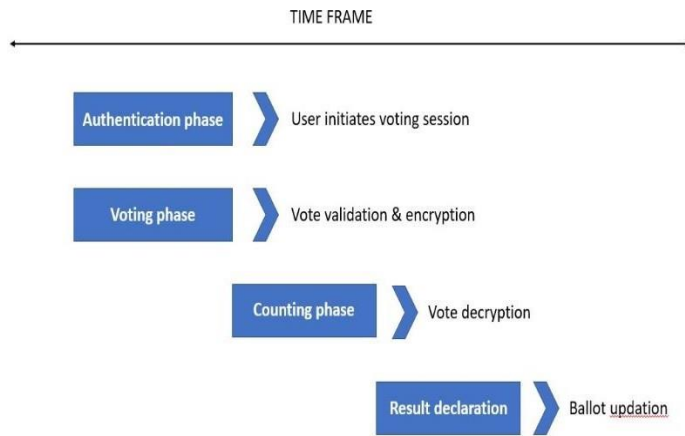 TIME FRAME
Authentication phase
User initiates voting session
Voting phase
Vote validation & encryption
Counting phase
Vote decryption
Result declaration
Ballot updation